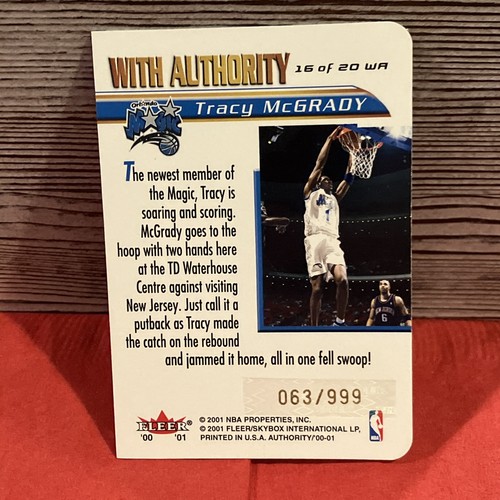 WITH AUTHORITY
16 of 20 WA
Orlando
MAGIC
Tracy McGRADY
The newest member of
the Magic, Tracy is
soaring and scoring.
McGrady goes to the
hoop with two hands here
at the TD Waterhouse
Centre against visiting
New Jersey. Just call it a
putback as Tracy made
the catch on the rebound
and jammed it home, all in one fell swoop!
1
6
063/999
FLEER®
'00 '01
© 2001 NBA PROPERTIES, INC.
© 2001 FLEER/SKYBOX INTERNATIONAL LP,
PRINTED IN U.S.A. AUTHORITY/'00-01
NBA